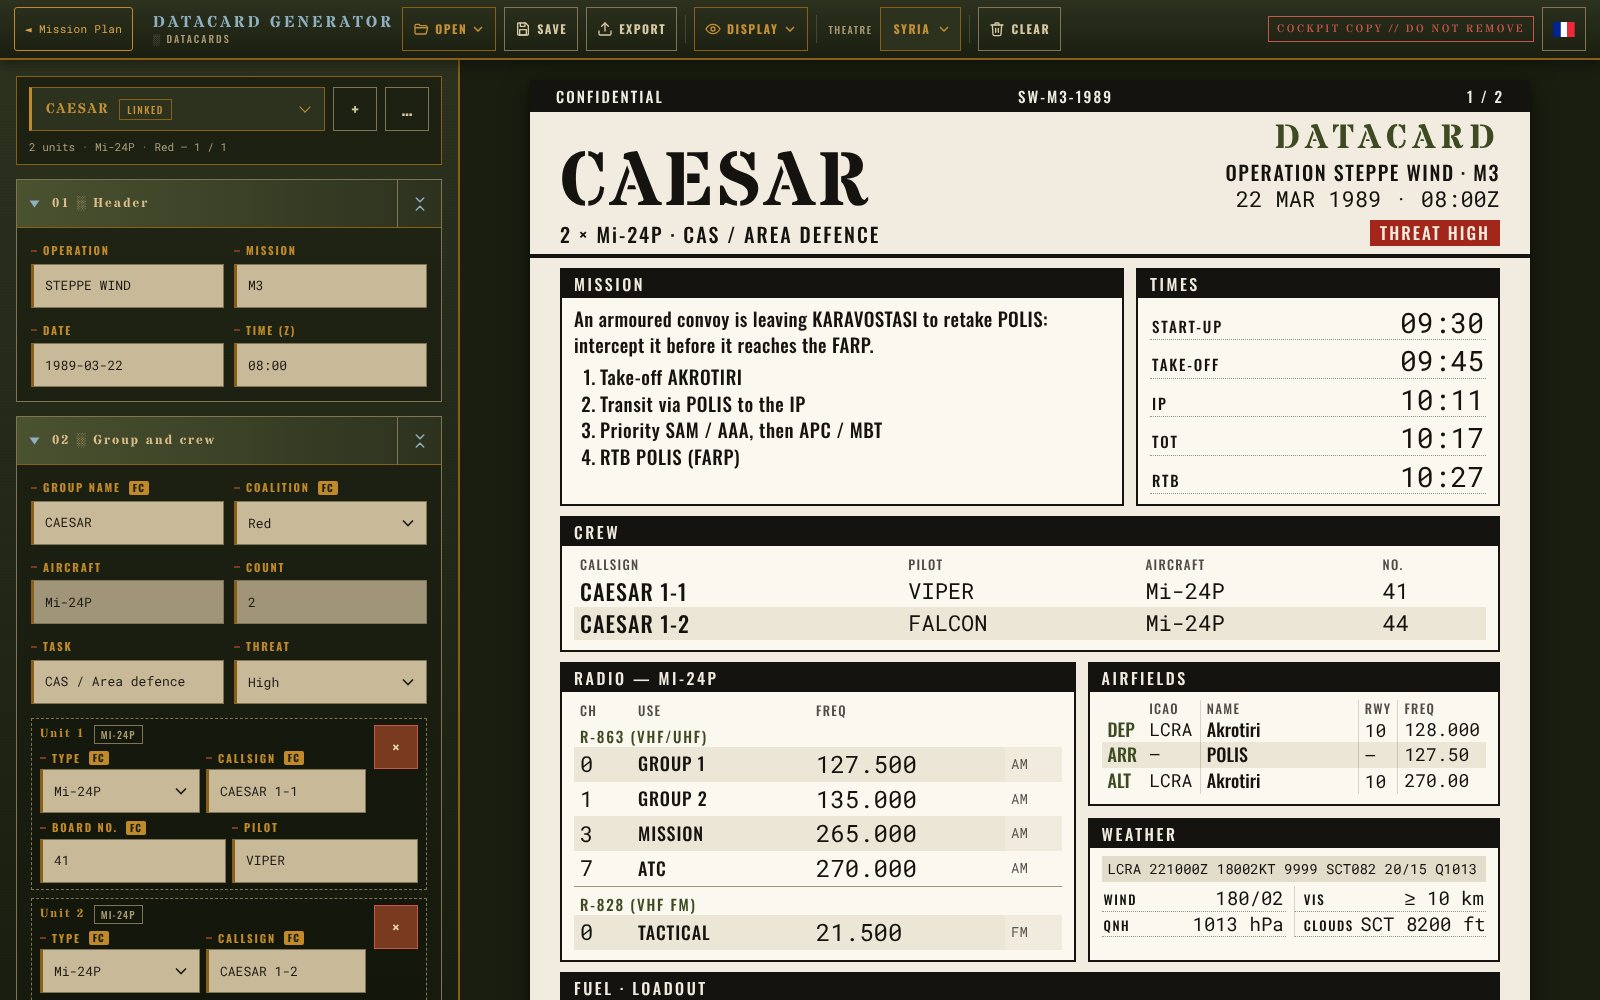 ◄ Mission Plan
DATACARD GENERATOR
░ DATACARDS
OPEN
SAVE
EXPORT
DISPLAY
THEATRE
SYRIA
CLEAR
COCKPIT COPY // DO NOT REMOVE
CAESAR LINKED
+
…
2 units · Mi-24P · Red — 1 / 1
01 ░ Header
— OPERATION
— MISSION
STEPPE WIND
M3
— DATE
— TIME (Z)
1989-03-22
08:00
02 ░ Group and crew
— GROUP NAME FC
— COALITION FC
CAESAR
Red
— AIRCRAFT
— COUNT
Mi-24P
2
— TASK
— THREAT
CAS / Area defence
High
Unit 1 MI-24P
×
— TYPE FC
— CALLSIGN FC
Mi-24P
CAESAR 1-1
— BOARD NO. FC
— PILOT
41
VIPER
Unit 2 MI-24P
×
— TYPE FC
— CALLSIGN FC
Mi-24P
CAESAR 1-2
CONFIDENTIAL
SW-M3-1989
1 / 2
CAESAR
2 × Mi-24P · CAS / AREA DEFENCE
DATACARD
OPERATION STEPPE WIND · M3
22 MAR 1989 · 08:00Z
THREAT HIGH
MISSION
An armoured convoy is leaving KARAVOSTASI to retake POLIS:
intercept it before it reaches the FARP.
1. Take-off AKROTIRI
2. Transit via POLIS to the IP
3. Priority SAM / AAA, then APC / MBT
4. RTB POLIS (FARP)
TIMES
START-UP 09:30
TAKE-OFF 09:45
IP 10:11
TOT 10:17
RTB 10:27
CREW
CALLSIGN PILOT AIRCRAFT NO.
CAESAR 1-1 VIPER Mi-24P 41
CAESAR 1-2 FALCON Mi-24P 44
RADIO — MI-24P
CH USE FREQ
R-863 (VHF/UHF)
0 GROUP 1 127.500 AM
1 GROUP 2 135.000 AM
3 MISSION 265.000 AM
7 ATC 270.000 AM
R-828 (VHF FM)
0 TACTICAL 21.500 FM
AIRFIELDS
ICAO NAME RWY FREQ
DEP LCRA Akrotiri 10 128.000
ARR — POLIS — 127.50
ALT LCRA Akrotiri 10 270.00
WEATHER
LCRA 221000Z 18002KT 9999 SCT082 20/15 Q1013
WIND 180/02 VIS ≥ 10 km
QNH 1013 hPa CLOUDS SCT 8200 ft
FUEL · LOADOUT